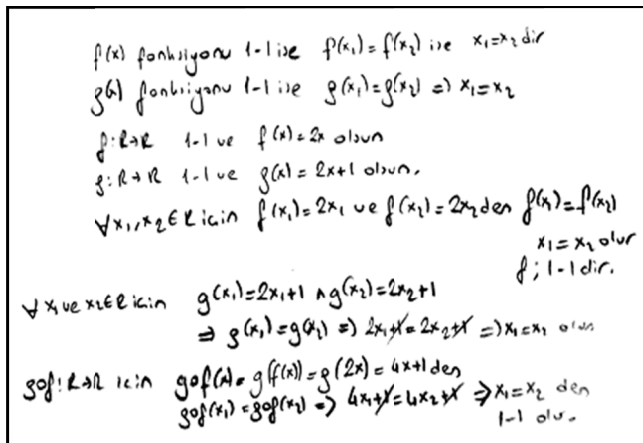 f(x) fonksiyonu 1-1 ise f(x₁)=f(x₂) ise x₁=x₂ dir
g(x) fonksiyonu 1-1 ise g(x₁)=g(x₂) => x₁=x₂
f:R→R 1-1 ve f(x)=2x olsun
g:R→R 1-1 ve g(x)=2x+1 olsun.
∀x₁,x₂∈R için f(x₁)=2x₁ ve f(x₂)=2x₂ den f(x₁)=f(x₂)
x₁=x₂ olur
f; 1-1 dir.
∀x₁ ve x₂∈R için g(x₁)=2x₁+1 ∧ g(x₂)=2x₂+1
=> g(x₁)=g(x₂) => 2x₁+1=2x₂+1 => x₁=x₂ olur
gof:R→R için gof(x)=g(f(x))=g(2x)=4x+1 den
gof(x₁)=gof(x₂) => 4x₁+1=4x₂+1 => x₁=x₂ den
1-1 olur.